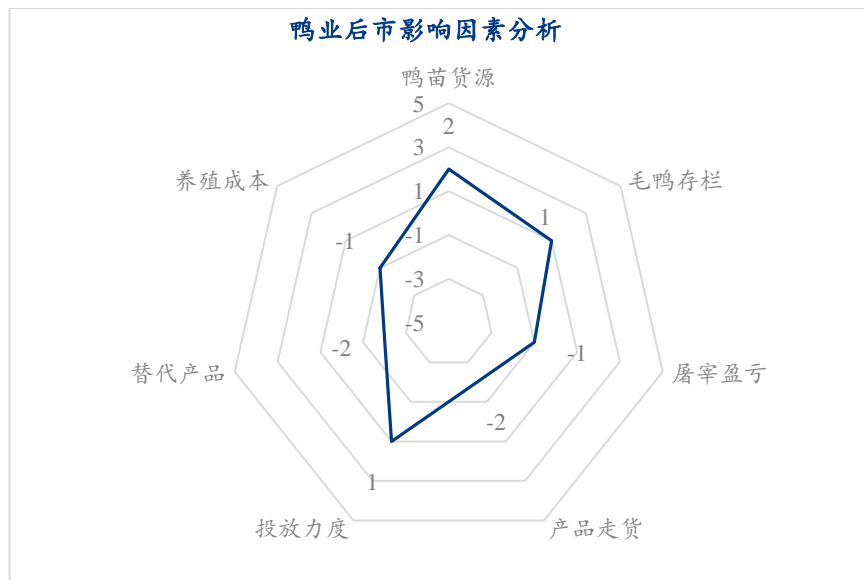 鸭业后市影响因素分析
鸭苗货源
5
2
3
养殖成本
毛鸭存栏
1
1
-1
-1
-3
-5
-2
-1
替代产品
屠宰盈亏
-2
1
投放力度
产品走货